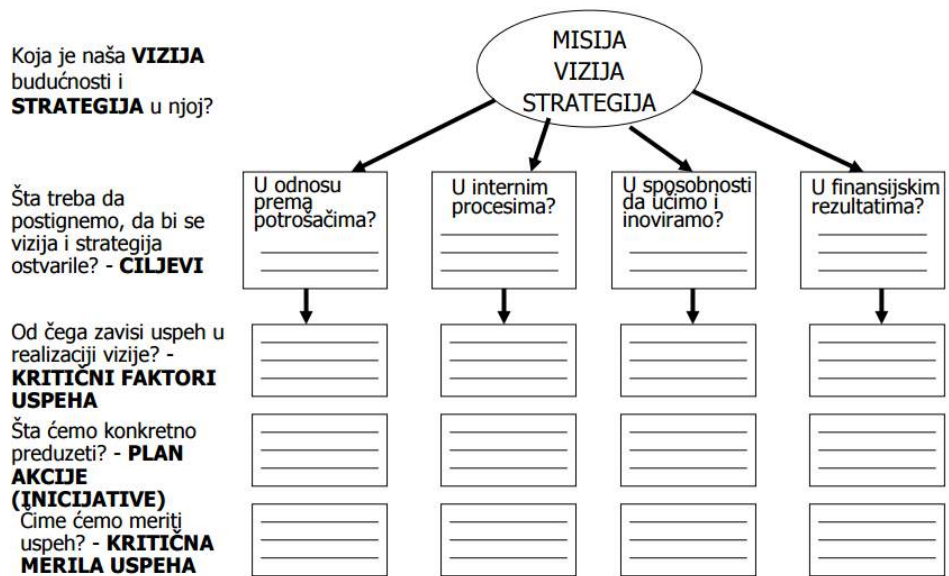 MISIJA
VIZIJA
STRATEGIJA
Koja je naša VIZIJA
budućnosti i
STRATEGIJA u njoj?
Šta treba da
postignemo, da bi se
vizija i strategija
ostvarile? - CILJEVI
U odnosu
prema
potrošačima?
U internim
procesima?
U sposobnosti
da učimo i
inoviramo?
U finansijskim
rezultatima?
Od čega zavisi uspeh u
realizaciji vizije? -
KRITIČNI FAKTORI
USPEHA
Šta ćemo konkretno
preduzeti? - PLAN
AKCIJE
(INICIJATIVE)
Čime ćemo meriti
uspeh? - KRITIČNA
MERILA USPEHA